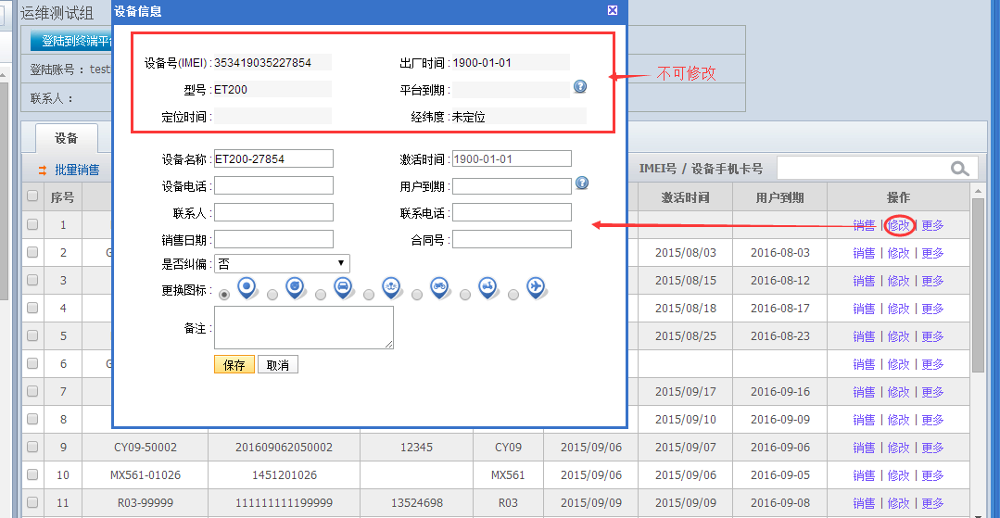 运维测试组
设备信息
登陆到终端平台
登陆账号：test
联系人：
设备号(IMEI): 353419035227854 出厂时间: 1900-01-01
型号: ET200 平台到期:
定位时间: 经纬度: 未定位
不可修改
设备名称: ET200-27854 激活时间: 1900-01-01
设备电话: 用户到期:
联系人: 联系电话:
销售日期: 合同号:
是否纠偏: 否
更换图标:
备注:
保存 取消
设备
批量销售 IMEI号 / 设备手机卡号
序号 激活时间 用户到期 操作
1 销售 | 修改 | 更多
2 G 2015/08/03 2016-08-03 销售 | 修改 | 更多
3 2015/08/15 2016-08-12 销售 | 修改 | 更多
4 2015/08/18 2016-08-17 销售 | 修改 | 更多
5 2015/08/25 2016-08-23 销售 | 修改 | 更多
6 G 销售 | 修改 | 更多
7 2015/09/17 2016-09-16 销售 | 修改 | 更多
8 2015/09/10 2016-09-09 销售 | 修改 | 更多
9 CY09-50002 201609062050002 12345 CY09 2015/09/06 2015/09/07 2016-09-06 销售 | 修改 | 更多
10 MX561-01026 1451201026 MX561 2015/09/06 2015/09/06 2016-09-05 销售 | 修改 | 更多
11 R03-99999 111111111199999 13524698 R03 2015/09/09 2015/09/09 2016-09-08 销售 | 修改 | 更多